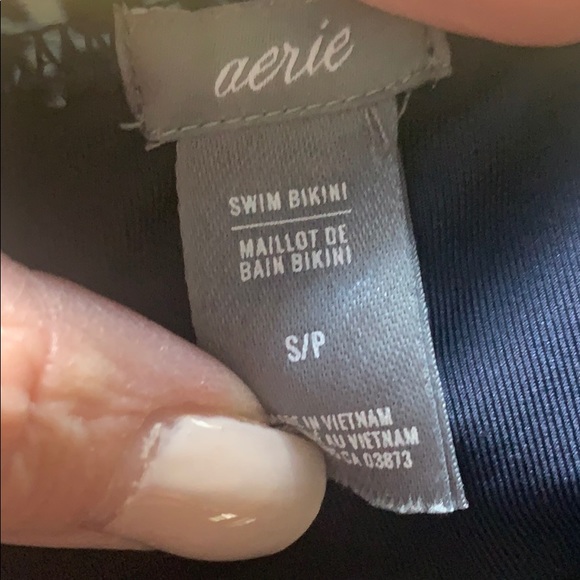 aerie
SWIM BIKINI
MAILLOT DE
BAIN BIKINI
S/P
IN VIETNAM
AU VIETNAM
CA 03873